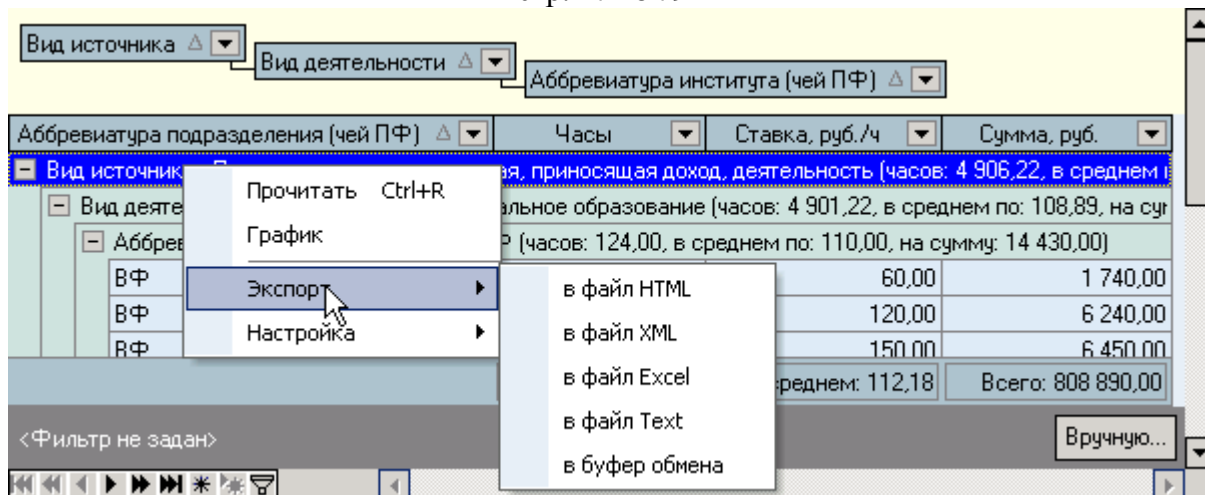 Вид источника
Вид деятельности
Аббревиатура института (чей ПФ)
Аббревиатура подразделения (чей ПФ) Часы Ставка, руб./ч Сумма, руб.
Вид источник ая, приносящая доход, деятельность (часов: 4 906,22, в среднем
Прочитать Ctrl+R
Вид деяте альное образование (часов: 4 901,22, в среднем по: 108,89, на сум
График
Аббрев Р (часов: 124,00, в среднем по: 110,00, на сумму: 14 430,00)
ВФ 60,00 1 740,00
Экспорт в файл HTML
ВФ 120,00 6 240,00
Настройка в файл XML
ВФ 150,00 6 450,00
в файл Excel
среднем: 112,18 Всего: 808 890,00
в файл Text
<Фильтр не задан> Вручную...
в буфер обмена